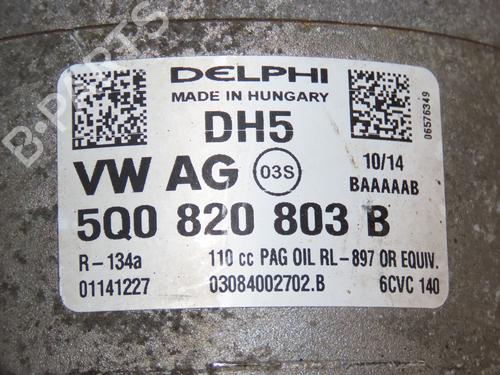 DELPHI
MADE IN HUNGARY
DH5
06576349
VW AG 03S 10/14
BAAAAAB
5Q0 820 803 B
R-134a 110 cc PAG OIL RL-897 OR EQUIV.
01141227 03084002702.B 6CVC 140
B-PARTS